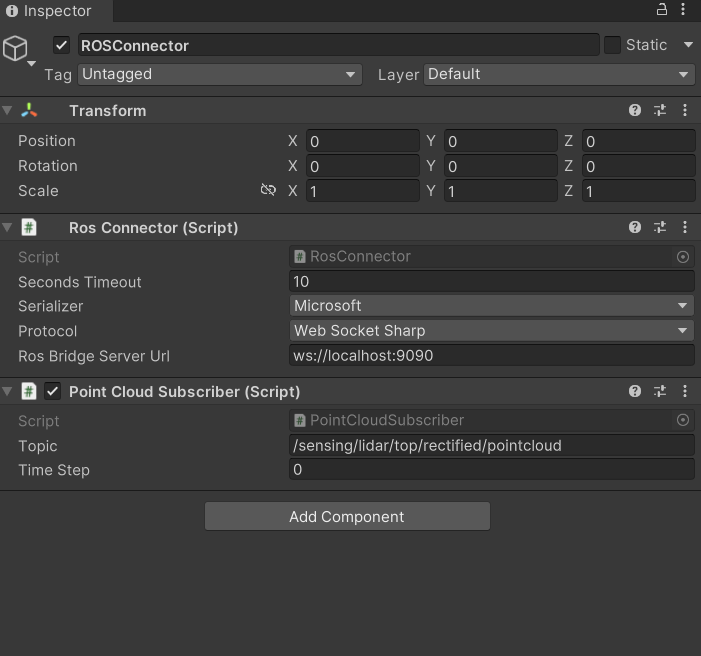 Inspector
ROSConnector
Static
Tag Untagged Layer Default
Transform
Position X 0 Y 0 Z 0
Rotation X 0 Y 0 Z 0
Scale X 1 Y 1 Z 1
# Ros Connector (Script)
Script # RosConnector
Seconds Timeout 10
Serializer Microsoft
Protocol Web Socket Sharp
Ros Bridge Server Url ws://localhost:9090
# Point Cloud Subscriber (Script)
Script # PointCloudSubscriber
Topic /sensing/lidar/top/rectified/pointcloud
Time Step 0
Add Component